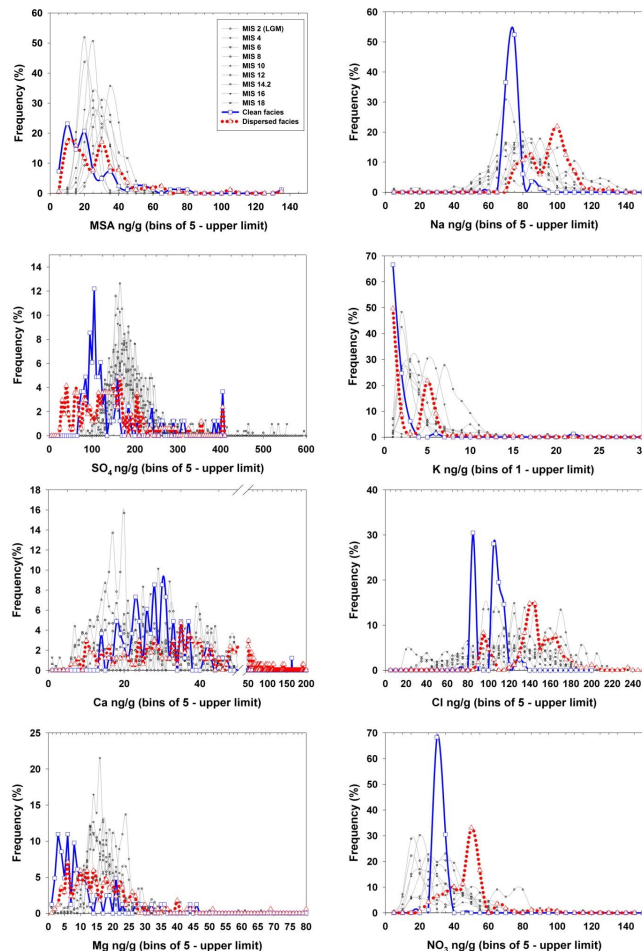 60
50
40
30
20
10
0
Frequency (%)
0 20 40 60 80 100 120 140
MSA ng/g (bins of 5 - upper limit)
MIS 2 (LGM)
MIS 4
MIS 6
MIS 8
MIS 10
MIS 12
MIS 14.2
MIS 16
MIS 18
Clean facies
Dispersed facies
60
50
40
30
20
10
0
Frequency (%)
0 20 40 60 80 100 120 140
Na ng/g (bins of 5 - upper limit)
14
12
10
8
6
4
2
0
Frequency (%)
0 100 200 300 400 500 600
SO4 ng/g (bins of 5 - upper limit)
70
60
50
40
30
20
10
0
Frequency (%)
0 5 10 15 20 25 30
K ng/g (bins of 1 - upper limit)
18
16
14
12
10
8
6
4
2
0
Frequency(%)
20 40 50 100 150 200
Ca ng/g (bins of 5 - upper limit)
40
30
20
10
0
Frequency (%)
0 20 40 60 80 100 120 140 160 180 200 220 240
Cl ng/g (bins of 5 - upper limit)
25
20
15
10
5
0
Frequency (%)
0 5 10 15 20 25 30 35 40 45 50 55 60 65 70 75 80
Mg ng/g (bins of 5 - upper limit)
70
60
50
40
30
20
10
0
Frequency (%)
0 20 40 60 80 100 120 140
NO3 ng/g (bins of 5 - upper limit)